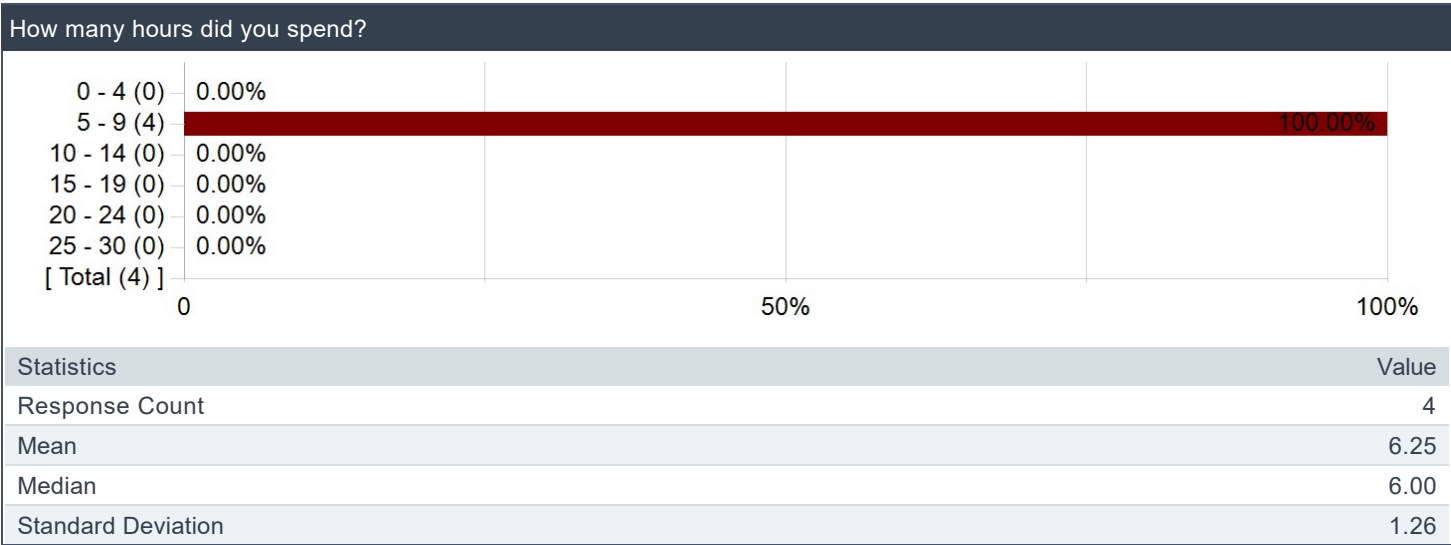 How many hours did you spend?
0 - 4 (0) 0.00%
5 - 9 (4) 100.00%
10 - 14 (0) 0.00%
15 - 19 (0) 0.00%
20 - 24 (0) 0.00%
25 - 30 (0) 0.00%
[ Total (4) ]
0 50% 100%
Statistics Value
Response Count 4
Mean 6.25
Median 6.00
Standard Deviation 1.26